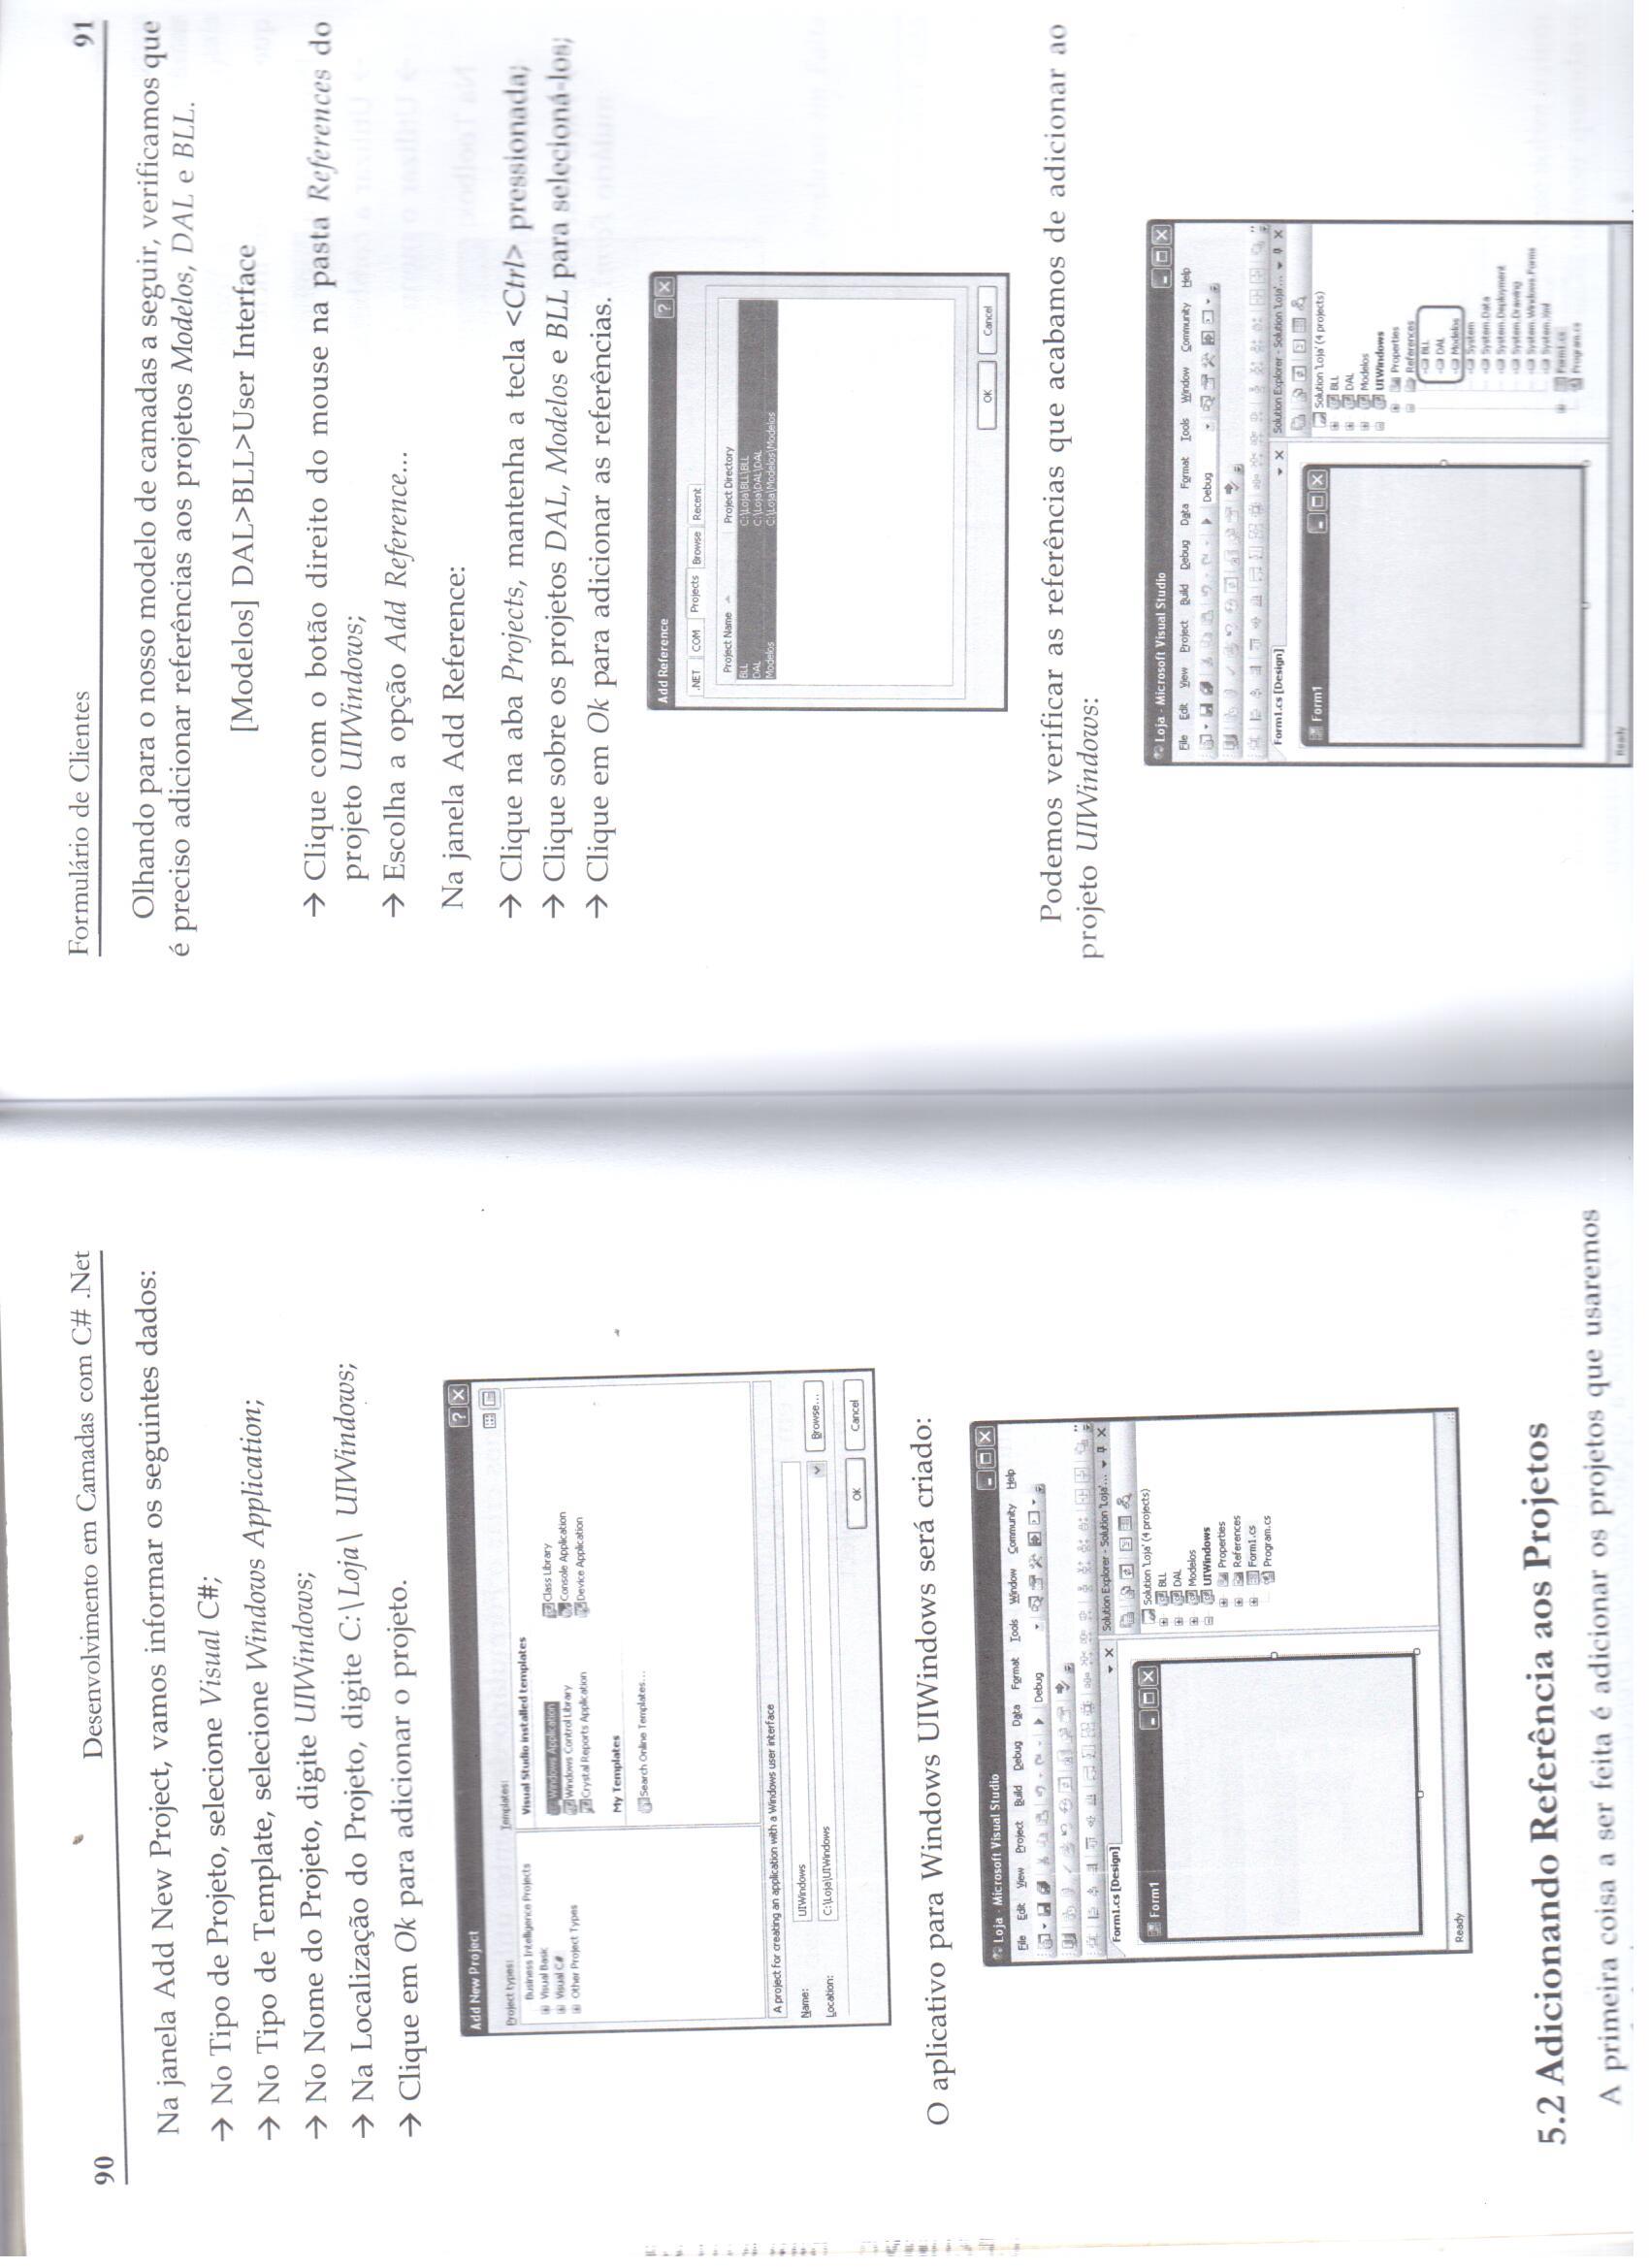 90
Desenvolvimento em Camadas com C# .Net
Na janela Add New Project, vamos informar os seguintes dados:
→ No Tipo de Projeto, selecione Visual C#;
→ No Tipo de Template, selecione Windows Application;
→ No Nome do Projeto, digite UIWindows;
→ Na Localização do Projeto, digite C:\Loja\ UIWindows;
→ Clique em Ok para adicionar o projeto.
Add New Project
Project types:
Templates:
Business Intelligence Projects
Visual Basic
Visual C#
Other Project Types
Visual Studio installed templates
Windows Application
Windows Control Library
Crystal Reports Application
Class Library
Console Application
Device Application
My Templates
Search Online Templates...
A project for creating an application with a Windows user interface
Name:
UIWindows
Location:
C:\Loja\UIWindows
Browse...
OK
Cancel
O aplicativo para Windows UIWindows será criado:
Loja - Microsoft Visual Studio
File Edit View Project Build Debug Data Format Tools Window Community Help
Debug
Form1.cs [Design]
Solution Explorer - Solution 'Loja'...
Form1
Solution 'Loja' (4 projects)
BLL
DAL
Modelos
UIWindows
Properties
References
Form1.cs
Program.cs
Ready
5.2 Adicionando Referência aos Projetos
A primeira coisa a ser feita é adicionar os projetos que usaremos
Formulário de Clientes
91
Olhando para o nosso modelo de camadas a seguir, verificamos que
é preciso adicionar referências aos projetos Modelos, DAL e BLL.
[Modelos] DAL>BLL>User Interface
→ Clique com o botão direito do mouse na pasta References do
projeto UIWindows;
→ Escolha a opção Add Reference...
Na janela Add Reference:
→ Clique na aba Projects, mantenha a tecla <Ctrl> pressionada;
→ Clique sobre os projetos DAL, Modelos e BLL para selecioná-los;
→ Clique em Ok para adicionar as referências.
Add Reference
.NET COM Projects Browse Recent
Project Name
Project Directory
BLL C:\Loja\BLL\BLL
DAL C:\Loja\DAL\DAL
Modelos C:\Loja\Modelos\Modelos
OK
Cancel
Podemos verificar as referências que acabamos de adicionar ao
projeto UIWindows:
Loja - Microsoft Visual Studio
File Edit View Project Build Debug Data Format Tools Window Community Help
Debug
Form1.cs [Design]
Solution Explorer - Solution 'Loja'...
Form1
Solution 'Loja' (4 projects)
BLL
DAL
Modelos
UIWindows
Properties
References
BLL
DAL
Modelos
System
System.Data
System.Deployment
System.Drawing
System.Windows.Forms
System.Xml
Form1.cs
Program.cs
Ready